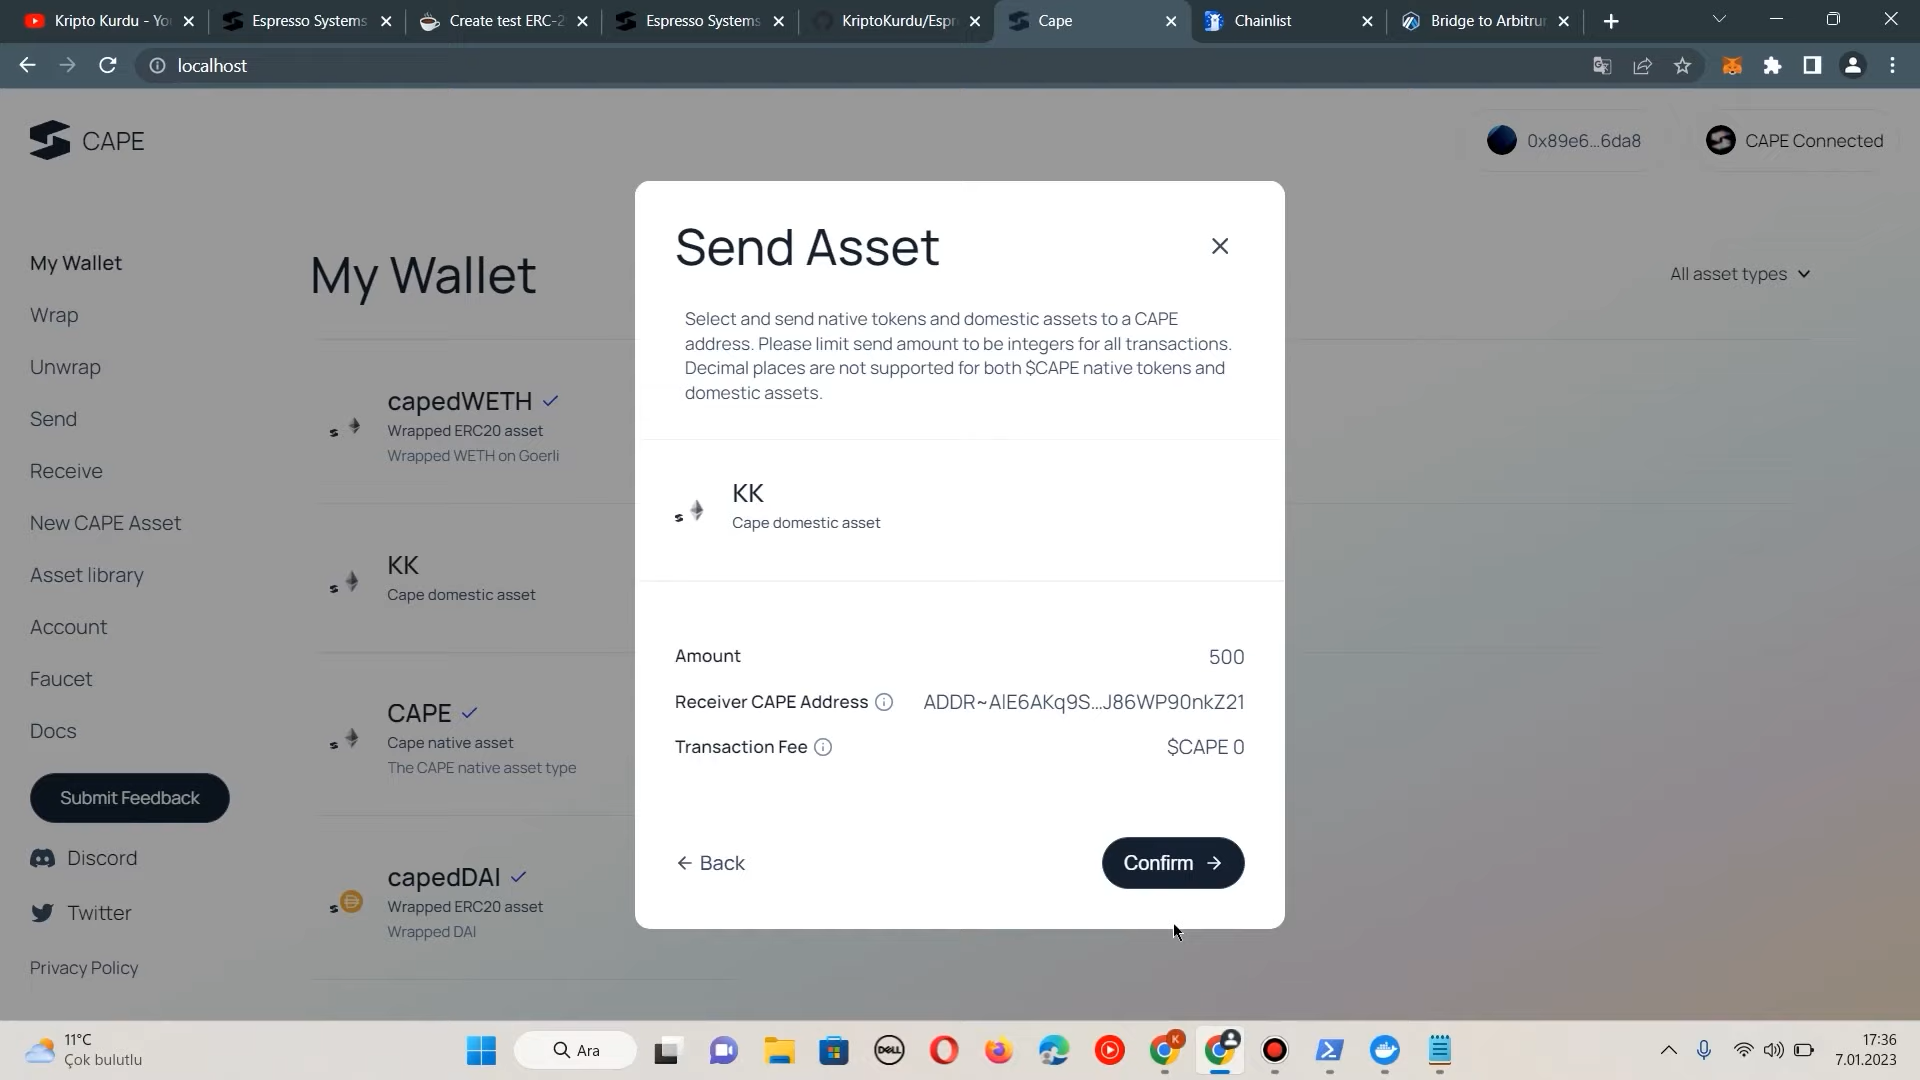 Kripto Kurdu - Yo
Espresso Systems
Create test ERC-2
Espresso Systems
KriptoKurdu/Espr
Cape
Chainlist
Bridge to Arbitru
localhost
CAPE
0x89e6...6da8
CAPE Connected
My Wallet
Wrap
Unwrap
Send
Receive
New CAPE Asset
Asset library
Account
Faucet
Docs
Submit Feedback
Discord
Twitter
Privacy Policy
My Wallet
All asset types
capedWETH
Wrapped ERC20 asset
Wrapped WETH on Goerli
KK
Cape domestic asset
CAPE
Cape native asset
The CAPE native asset type
capedDAI
Wrapped ERC20 asset
Wrapped DAI
Send Asset
Select and send native tokens and domestic assets to a CAPE
address. Please limit send amount to be integers for all transactions.
Decimal places are not supported for both $CAPE native tokens and
domestic assets.
KK
Cape domestic asset
Amount
500
Receiver CAPE Address
ADDR~AlE6AKq9S...J86WP90nkZ21
Transaction Fee
$CAPE 0
Back
Confirm
11°C
Çok bulutlu
Ara
DELL
K
17:36
7.01.2023